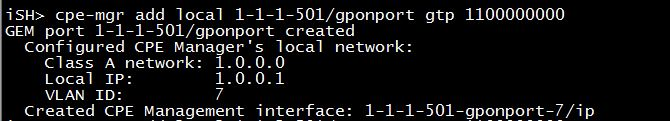 iSH> cpe-mgr add local 1-1-1-501/gponport gtp 1100000000
GEM port 1-1-1-501/gponport created
Configured CPE Manager's local network:
Class A network: 1.0.0.0
Local IP: 1.0.0.1
VLAN ID: 7
Created CPE Management interface: 1-1-1-501-gponport-7/ip